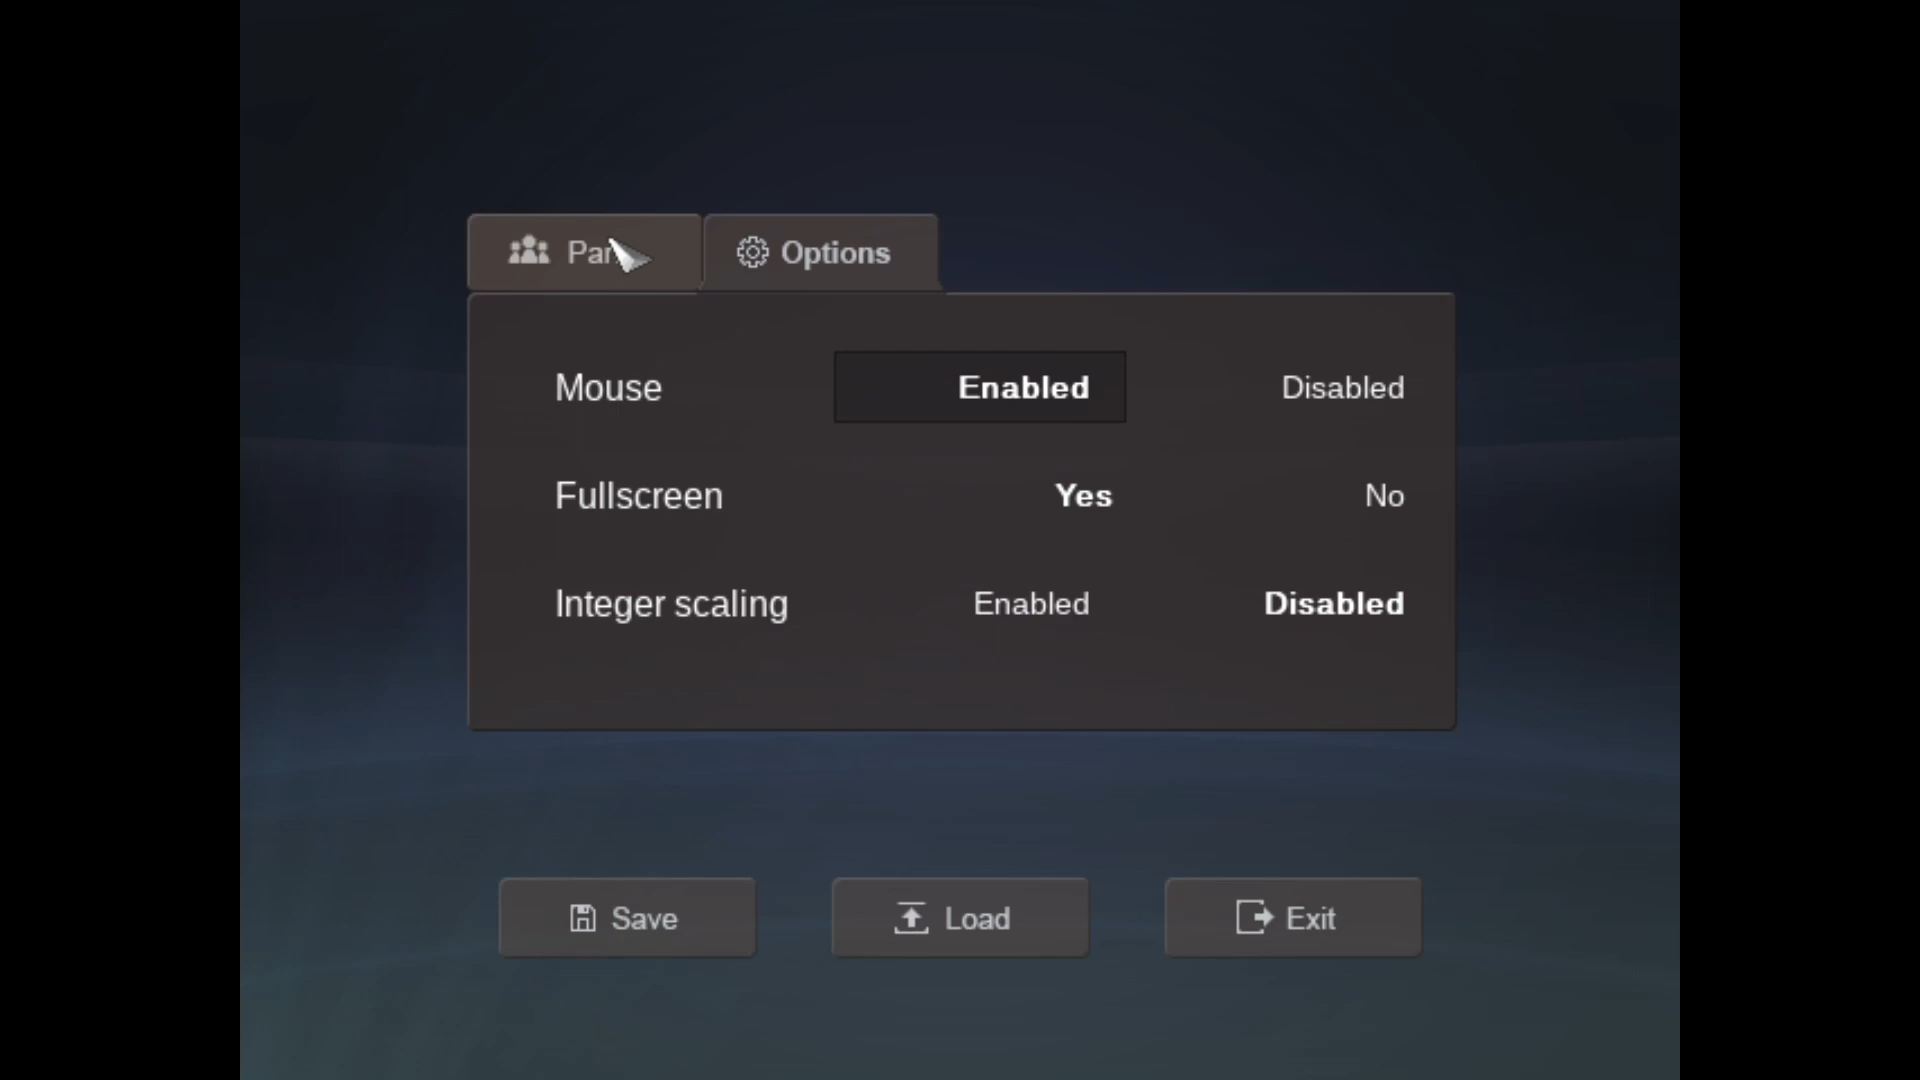 Options
Mouse Enabled Disabled
Fullscreen Yes No
Integer scaling Enabled Disabled
Save Load Exit